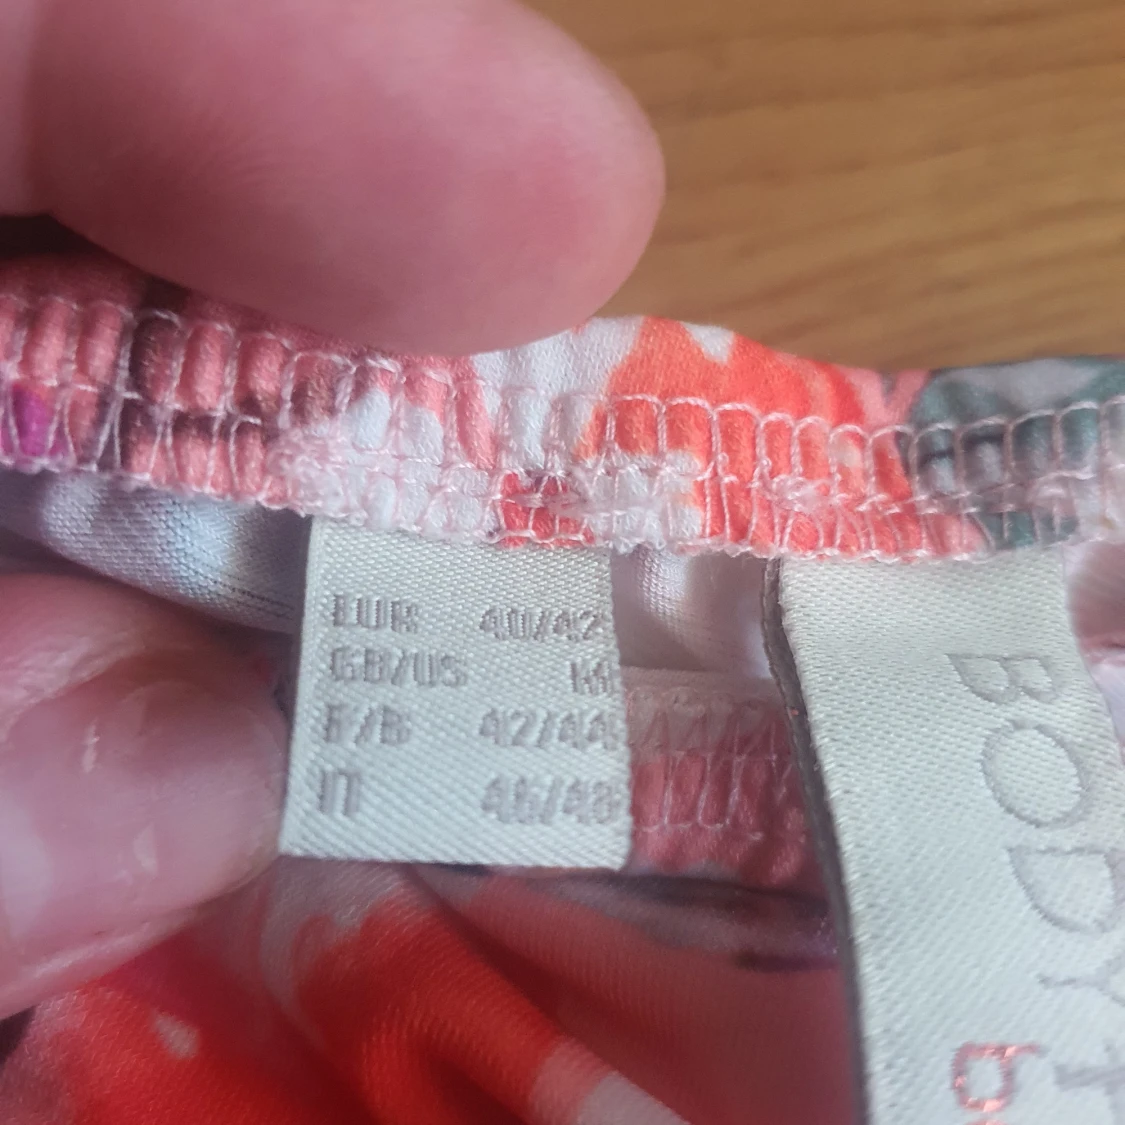 EUR 40/42
GB/US M
F/B 42/44
IT 46/48
BODY